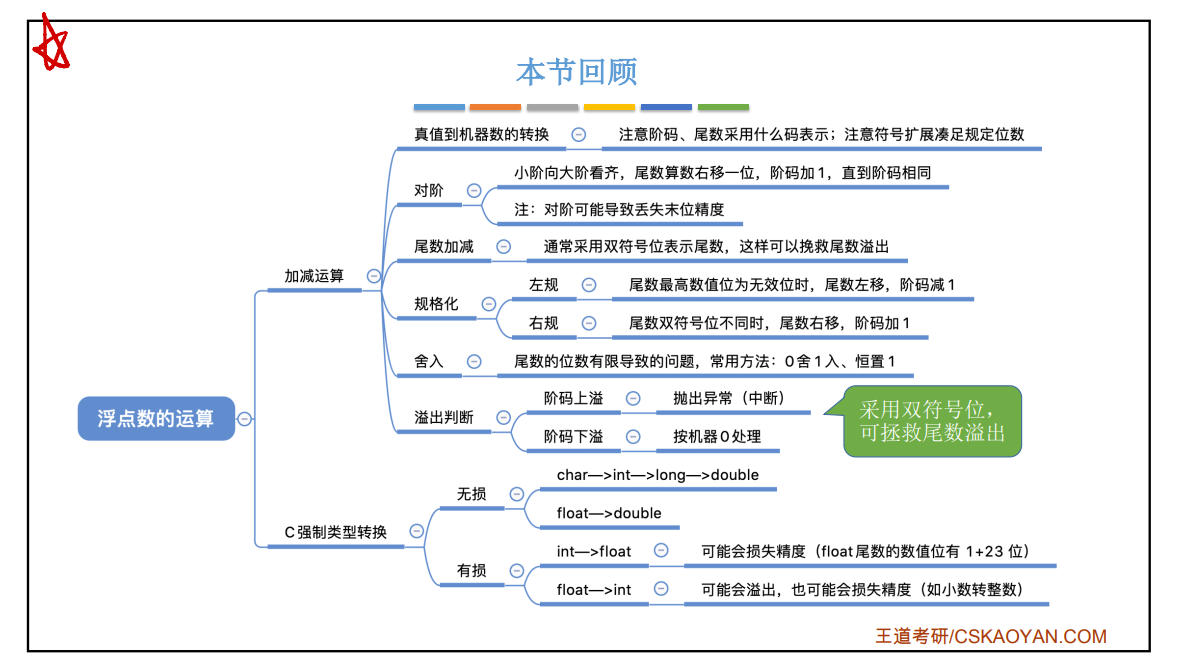 本节回顾
真值到机器数的转换
注意阶码、尾数采用什么码表示；注意符号扩展凑足规定位数
对阶
小阶向大阶看齐，尾数算数右移一位，阶码加1，直到阶码相同
注：对阶可能导致丢失末位精度
尾数加减
通常采用双符号位表示尾数，这样可以挽救尾数溢出
加减运算
规格化
左规
尾数最高数值位为无效位时，尾数左移，阶码减1
右规
尾数双符号位不同时，尾数右移，阶码加1
舍入
尾数的位数有限导致的问题，常用方法：0舍1入、恒置1
溢出判断
阶码上溢
抛出异常（中断）
阶码下溢
按机器0处理
采用双符号位，
可拯救尾数溢出
浮点数的运算
C强制类型转换
无损
char—>int—>long—>double
float—>double
有损
int—>float
可能会损失精度（float尾数的数值位有 1+23 位）
float—>int
可能会溢出，也可能会损失精度（如小数转整数）
王道考研/CSKAOYAN.COM